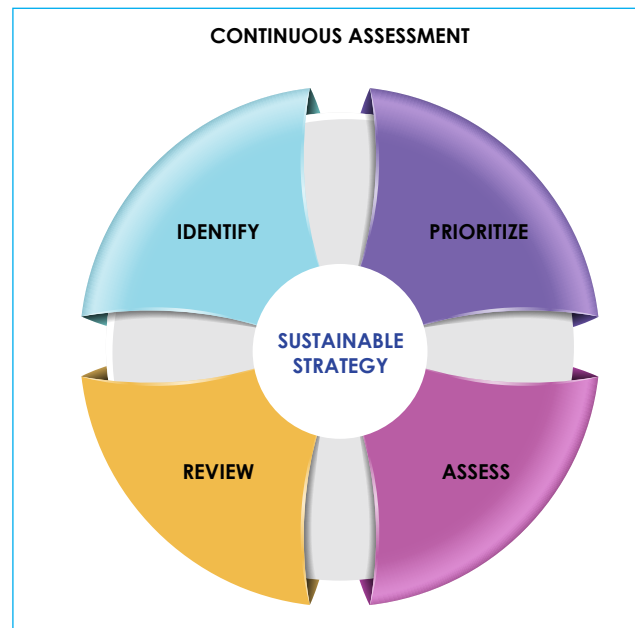 CONTINUOUS ASSESSMENT
IDENTIFY
PRIORITIZE
SUSTAINABLE
STRATEGY
REVIEW
ASSESS